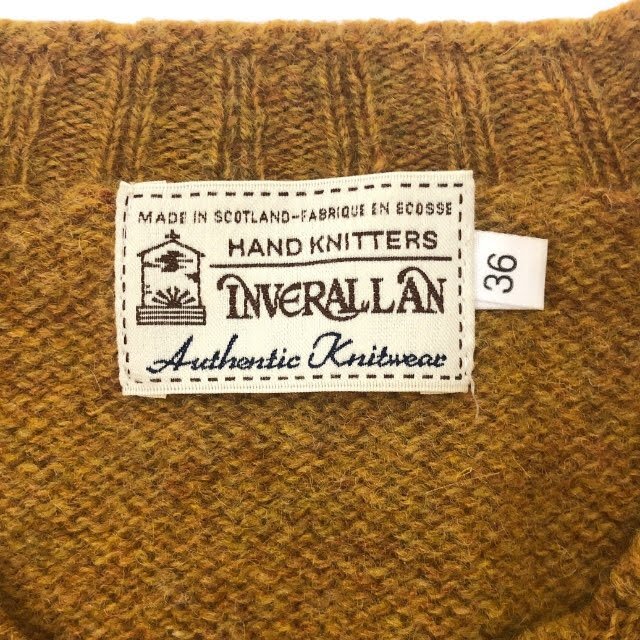 MADE IN SCOTLAND-FABRIQUE EN ECOSSE
HAND KNITTERS
INVERALLAN
Authentic Knitwear
36